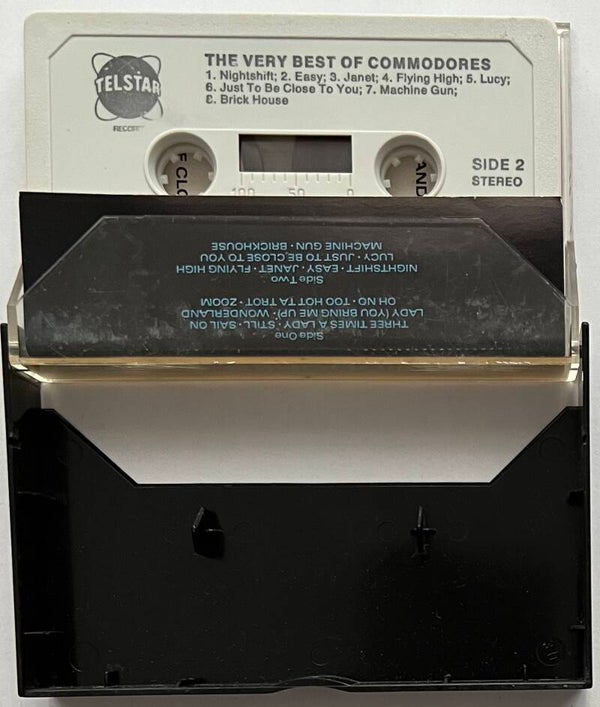 TELSTAR
RECORDS
THE VERY BEST OF COMMODORES
1. Nightshift; 2. Easy; 3. Janet; 4. Flying High; 5. Lucy;
6. Just To Be Close To You; 7. Machine Gun;
8. Brick House
SIDE 2
STEREO
100 50 0
Side One
THREE TIMES A LADY · STILL · SAIL ON
LADY (YOU BRING ME UP) · WONDERLAND
OH NO · TOO HOT TA TROT · ZOOM
Side Two
NIGHTSHIFT · EASY · JANET · FLYING HIGH
LUCY · JUST TO BE CLOSE TO YOU
MACHINE GUN · BRICKHOUSE